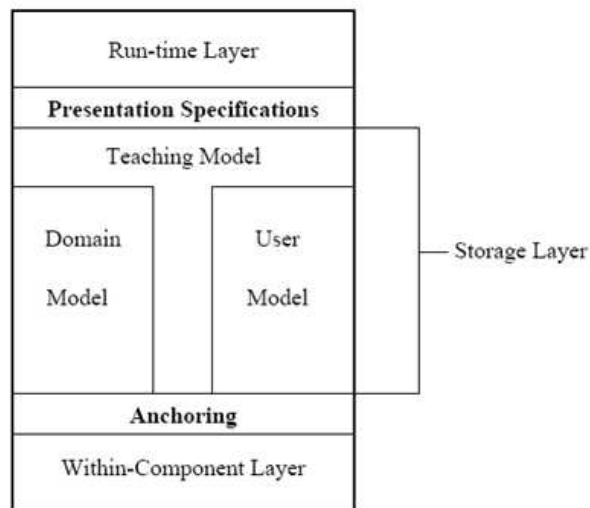 Run-time Layer
Presentation Specifications
Teaching Model
Domain
Model
User
Model
Storage Layer
Anchoring
Within-Component Layer